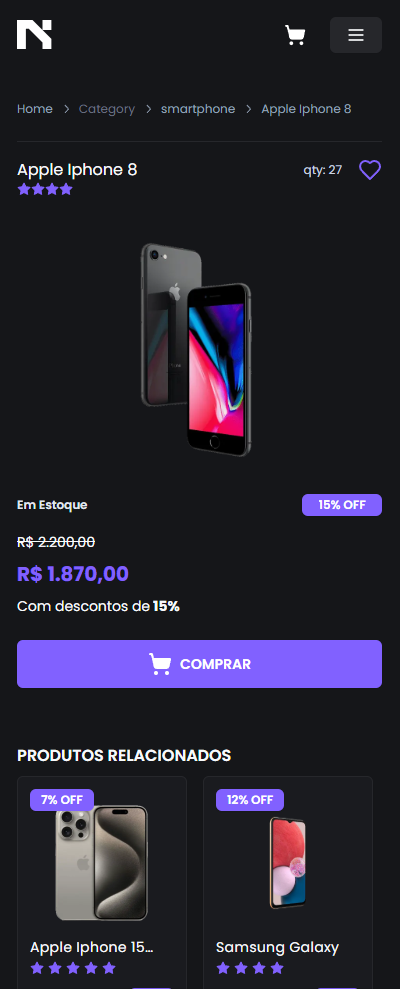 Home > Category > smartphone > Apple Iphone 8
Apple Iphone 8 qty: 27
Em Estoque 15% OFF
R$ 2.200,00
R$ 1.870,00
Com descontos de 15%
COMPRAR
PRODUTOS RELACIONADOS
7% OFF 12% OFF
Apple Iphone 15... Samsung Galaxy